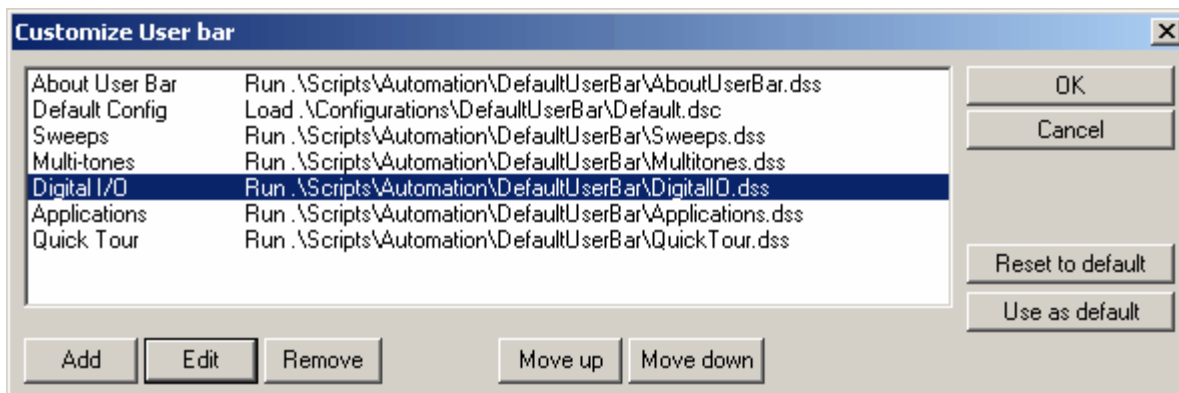 Customize User bar
About User Bar Run .\Scripts\Automation\DefaultUserBar\AboutUserBar.dss
Default Config Load .\Configurations\DefaultUserBar\Default.dsc
Sweeps Run .\Scripts\Automation\DefaultUserBar\Sweeps.dss
Multi-tones Run .\Scripts\Automation\DefaultUserBar\Multitones.dss
Digital I/O Run .\Scripts\Automation\DefaultUserBar\DigitalIO.dss
Applications Run .\Scripts\Automation\DefaultUserBar\Applications.dss
Quick Tour Run .\Scripts\Automation\DefaultUserBar\QuickTour.dss
OK
Cancel
Reset to default
Use as default
Add Edit Remove Move up Move down